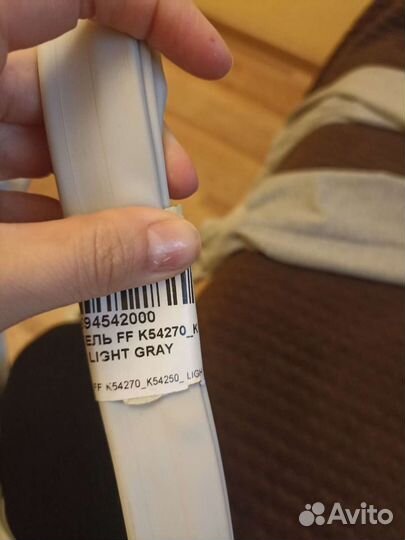 94542000
ЕЛЬ FF K54270_K
LIGHT GRAY
FF K54270_K54250_ LIGH
Avito